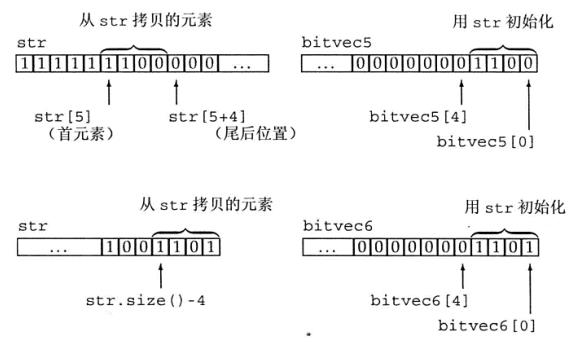 从 str 拷贝的元素
用 str 初始化
str
bitvec5
1 1 1 1 1 1 1 0 0 0 0 0 ...
... 0 0 0 0 0 0 0 1 1 0 0
str[5]
(首元素)
str[5+4]
(尾后位置)
bitvec5[4]
bitvec5[0]
从 str 拷贝的元素
用 str 初始化
str
bitvec6
... 1 0 0 1 1 0 1
... 0 0 0 0 0 0 0 1 1 0 1
str.size()-4
bitvec6[4]
bitvec6[0]